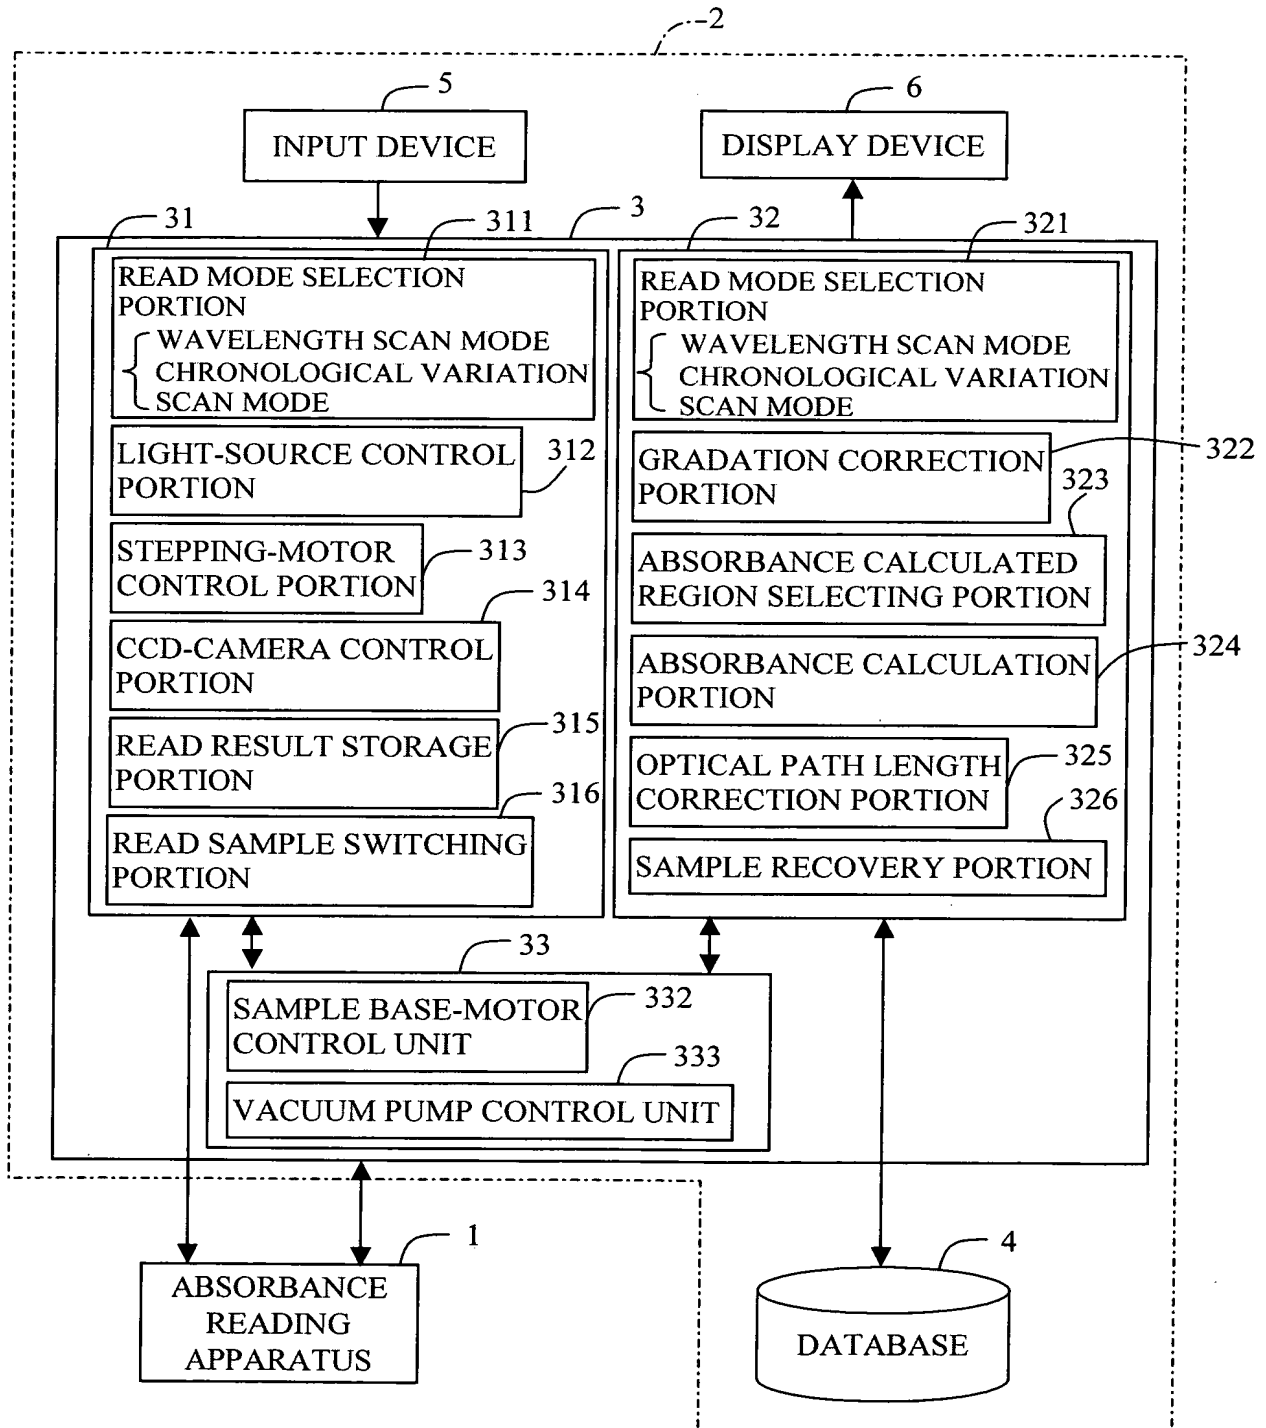 2
5
INPUT DEVICE
6
DISPLAY DEVICE
3
31
311
READ MODE SELECTION
PORTION
WAVELENGTH SCAN MODE
CHRONOLOGICAL VARIATION
SCAN MODE
LIGHT-SOURCE CONTROL
PORTION
312
STEPPING-MOTOR
CONTROL PORTION
313
314
CCD-CAMERA CONTROL
PORTION
315
READ RESULT STORAGE
PORTION
316
READ SAMPLE SWITCHING
PORTION
32
321
READ MODE SELECTION
PORTION
WAVELENGTH SCAN MODE
CHRONOLOGICAL VARIATION
SCAN MODE
GRADATION CORRECTION
PORTION
322
323
ABSORBANCE CALCULATED
REGION SELECTING PORTION
ABSORBANCE CALCULATION
PORTION
324
OPTICAL PATH LENGTH
CORRECTION PORTION
325
326
SAMPLE RECOVERY PORTION
33
SAMPLE BASE-MOTOR
CONTROL UNIT
332
333
VACUUM PUMP CONTROL UNIT
1
ABSORBANCE
READING
APPARATUS
4
DATABASE